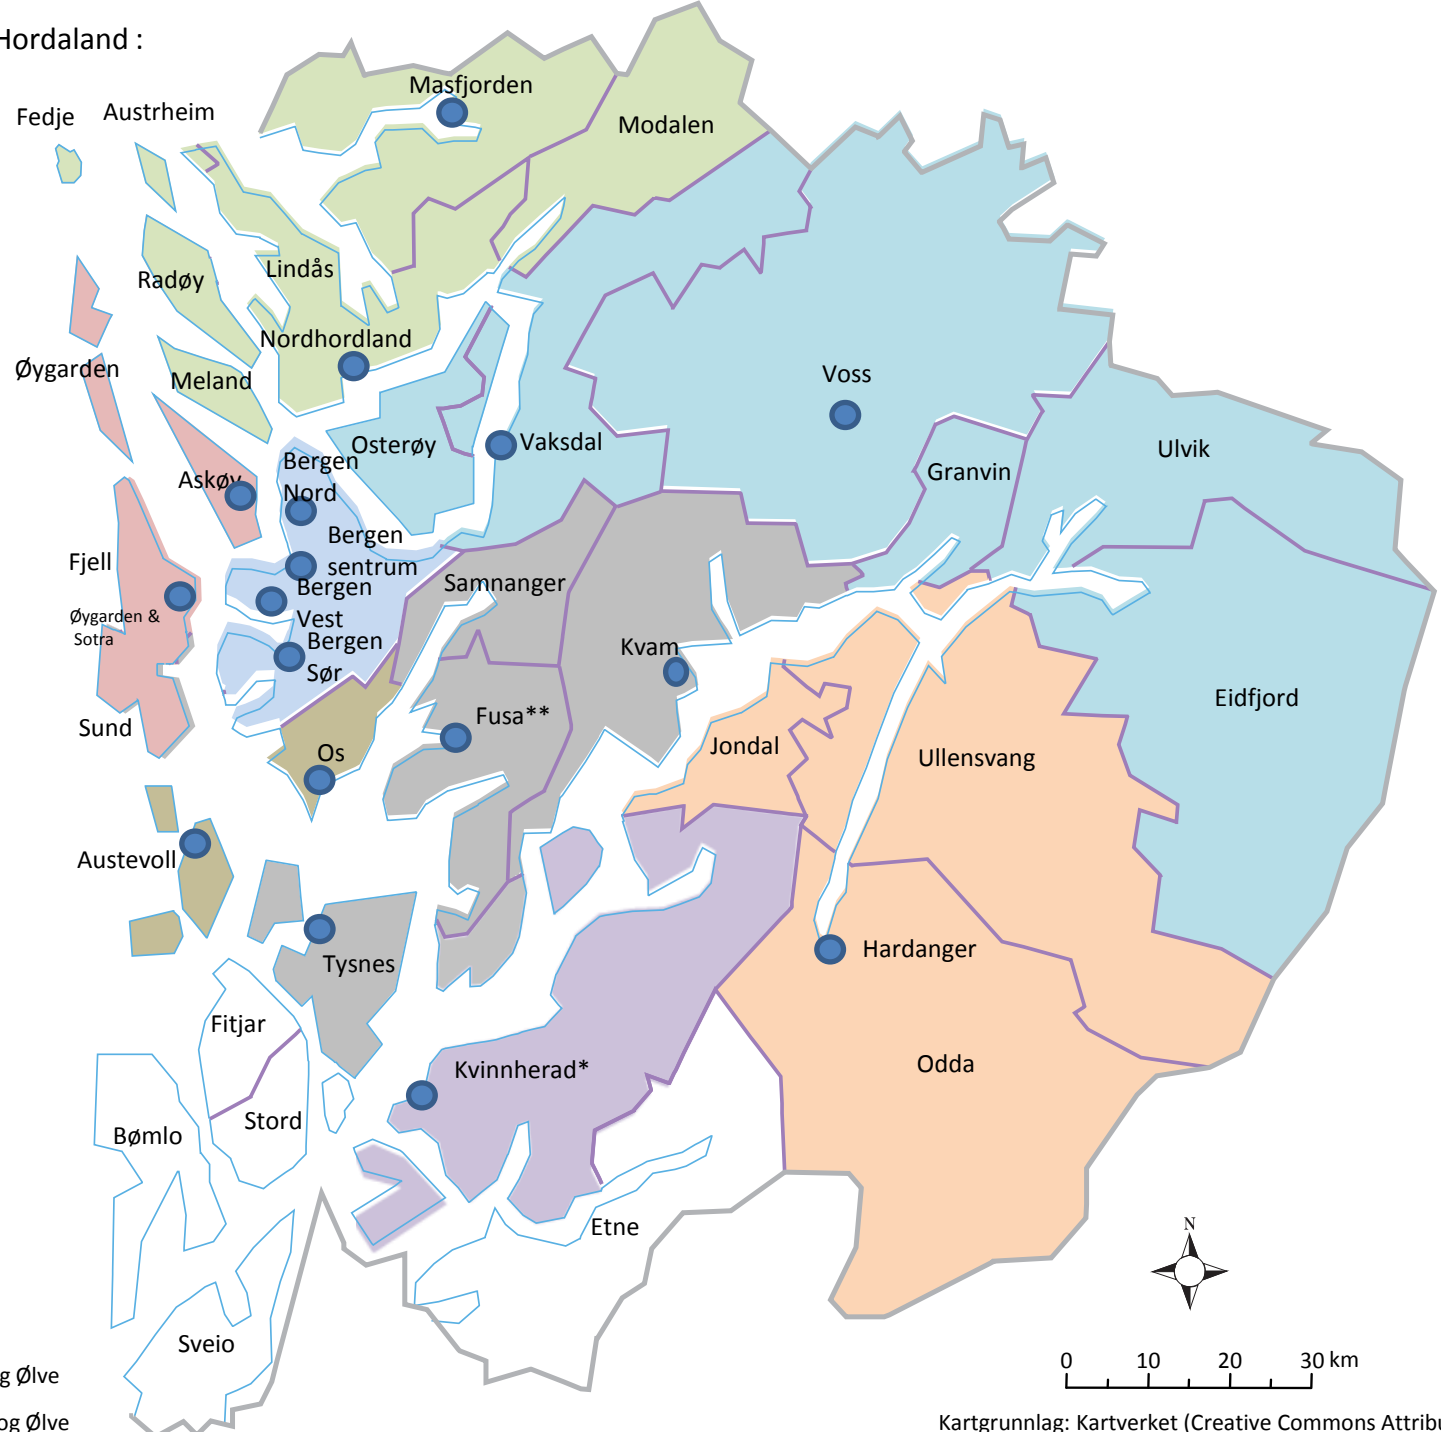 Hordaland :
Masfjorden
Fedje
Austrheim
Modalen
Radøy
Lindås
Nordhordland
Øygarden
Meland
Voss
Osterøy
Vaksdal
Ulvik
Bergen
Nord
Granvin
Askøy
Bergen
sentrum
Fjell
Samnanger
Bergen
Vest
Øygarden &
Sotra
Bergen
Sør
Kvam
Eidfjord
Sund
Fusa**
Os
Jondal
Ullensvang
Austevoll
Hardanger
Tysnes
Fitjar
Kvinnherad*
Odda
Stord
Bømlo
Etne
N
Sveio
0 10 20 30 km
g Ølve
og Ølve
Kartgrunnlag: Kartverket (Creative Commons Attribu